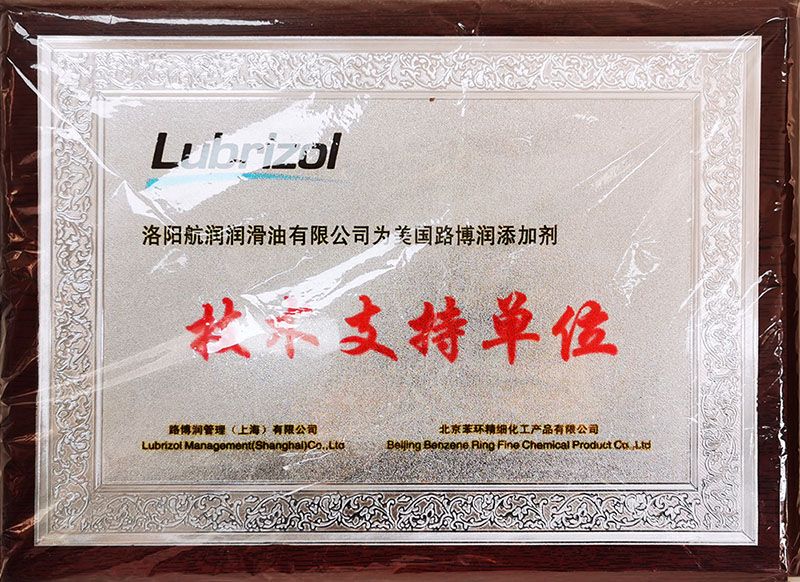 Lubrizol
洛阳航润润滑油有限公司为美国路博润添加剂
技术支持单位
路博润管理（上海）有限公司
Lubrizol Management(Shanghai)Co.,Ltd
北京苯环精细化工产品有限公司
Beijing Benzene Ring Fine Chemical Product Co.,Ltd